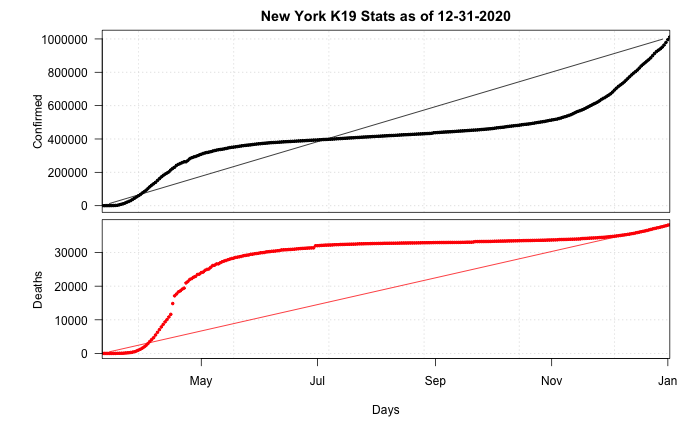 New York K19 Stats as of 12-31-2020
Confirmed
1000000
800000
600000
400000
200000
0
Deaths
30000
20000
10000
0
May Jul Sep Nov Jan
Days